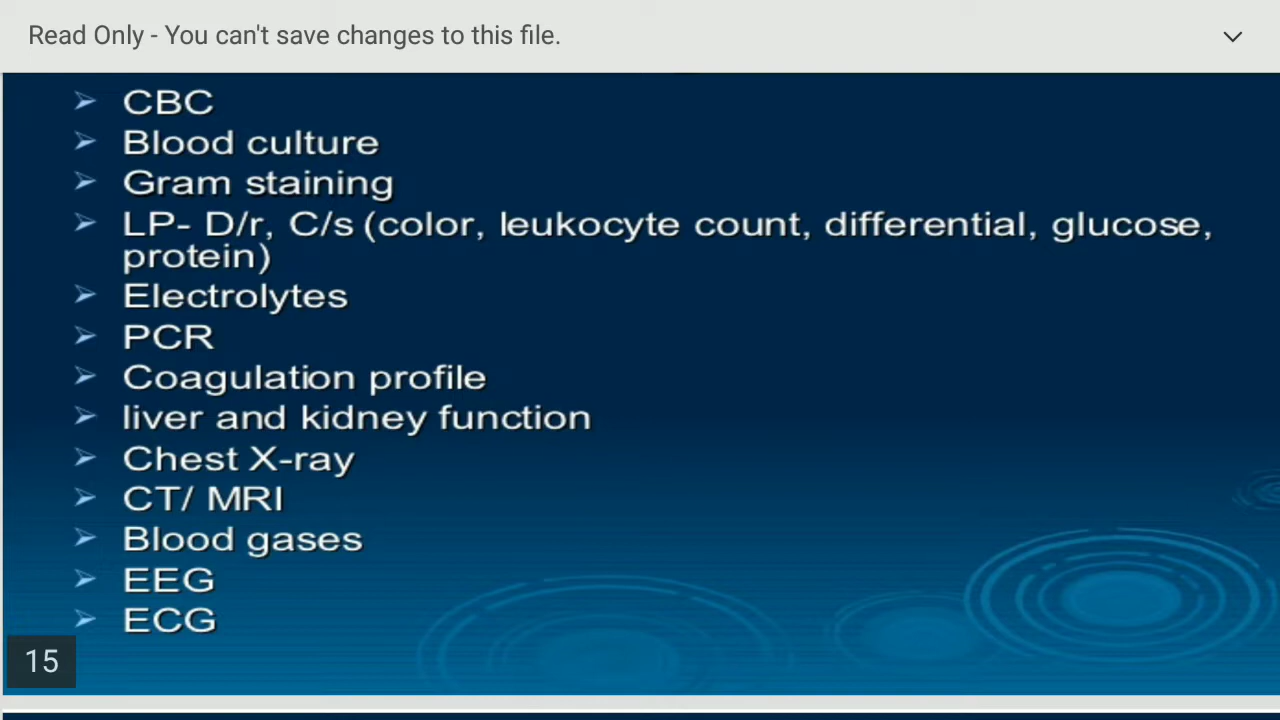 Read Only - You can't save changes to this file.
➢ CBC
➢ Blood culture
➢ Gram staining
➢ LP- D/r, C/s (color, leukocyte count, differential, glucose,
protein)
➢ Electrolytes
➢ PCR
➢ Coagulation profile
➢ liver and kidney function
➢ Chest X-ray
➢ CT/ MRI
➢ Blood gases
➢ EEG
➢ ECG
15